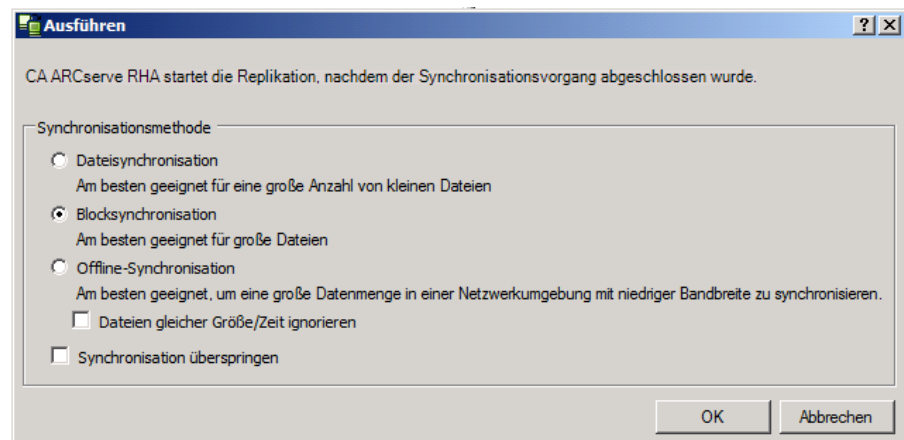 Ausführen
CA ARCserve RHA startet die Replikation, nachdem der Synchronisationsvorgang abgeschlossen wurde.
Synchronisationsmethode
Dateisynchronisation
Am besten geeignet für eine große Anzahl von kleinen Dateien
Blocksynchronisation
Am besten geeignet für große Dateien
Offline-Synchronisation
Am besten geeignet, um eine große Datenmenge in einer Netzwerkumgebung mit niedriger Bandbreite zu synchronisieren.
Dateien gleicher Größe/Zeit ignorieren
Synchronisation überspringen
OK Abbrechen